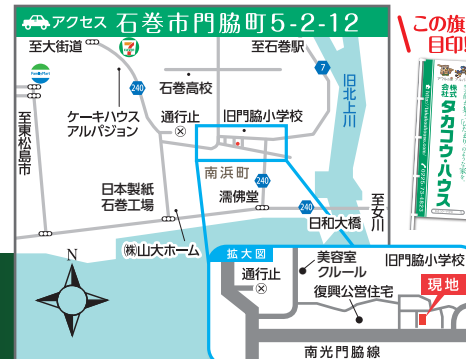 アクセス 石巻市門脇町5-2-12
この旗
目印!
至大街道
至石巻駅
FamilyMart
240
7
石巻高校
旧北上川
ケーキハウス
アルパジョン
通行止
旧門脇小学校
至東松島市
南浜町
240
濡佛堂
日本製紙
石巻工場
至女川
240
日和大橋
㈱山大ホーム
株式会社
タカコウ・ハウス
N
拡大図
美容室
クルール
旧門脇小学校
通行止
復興公営住宅
現地
南光門脇線